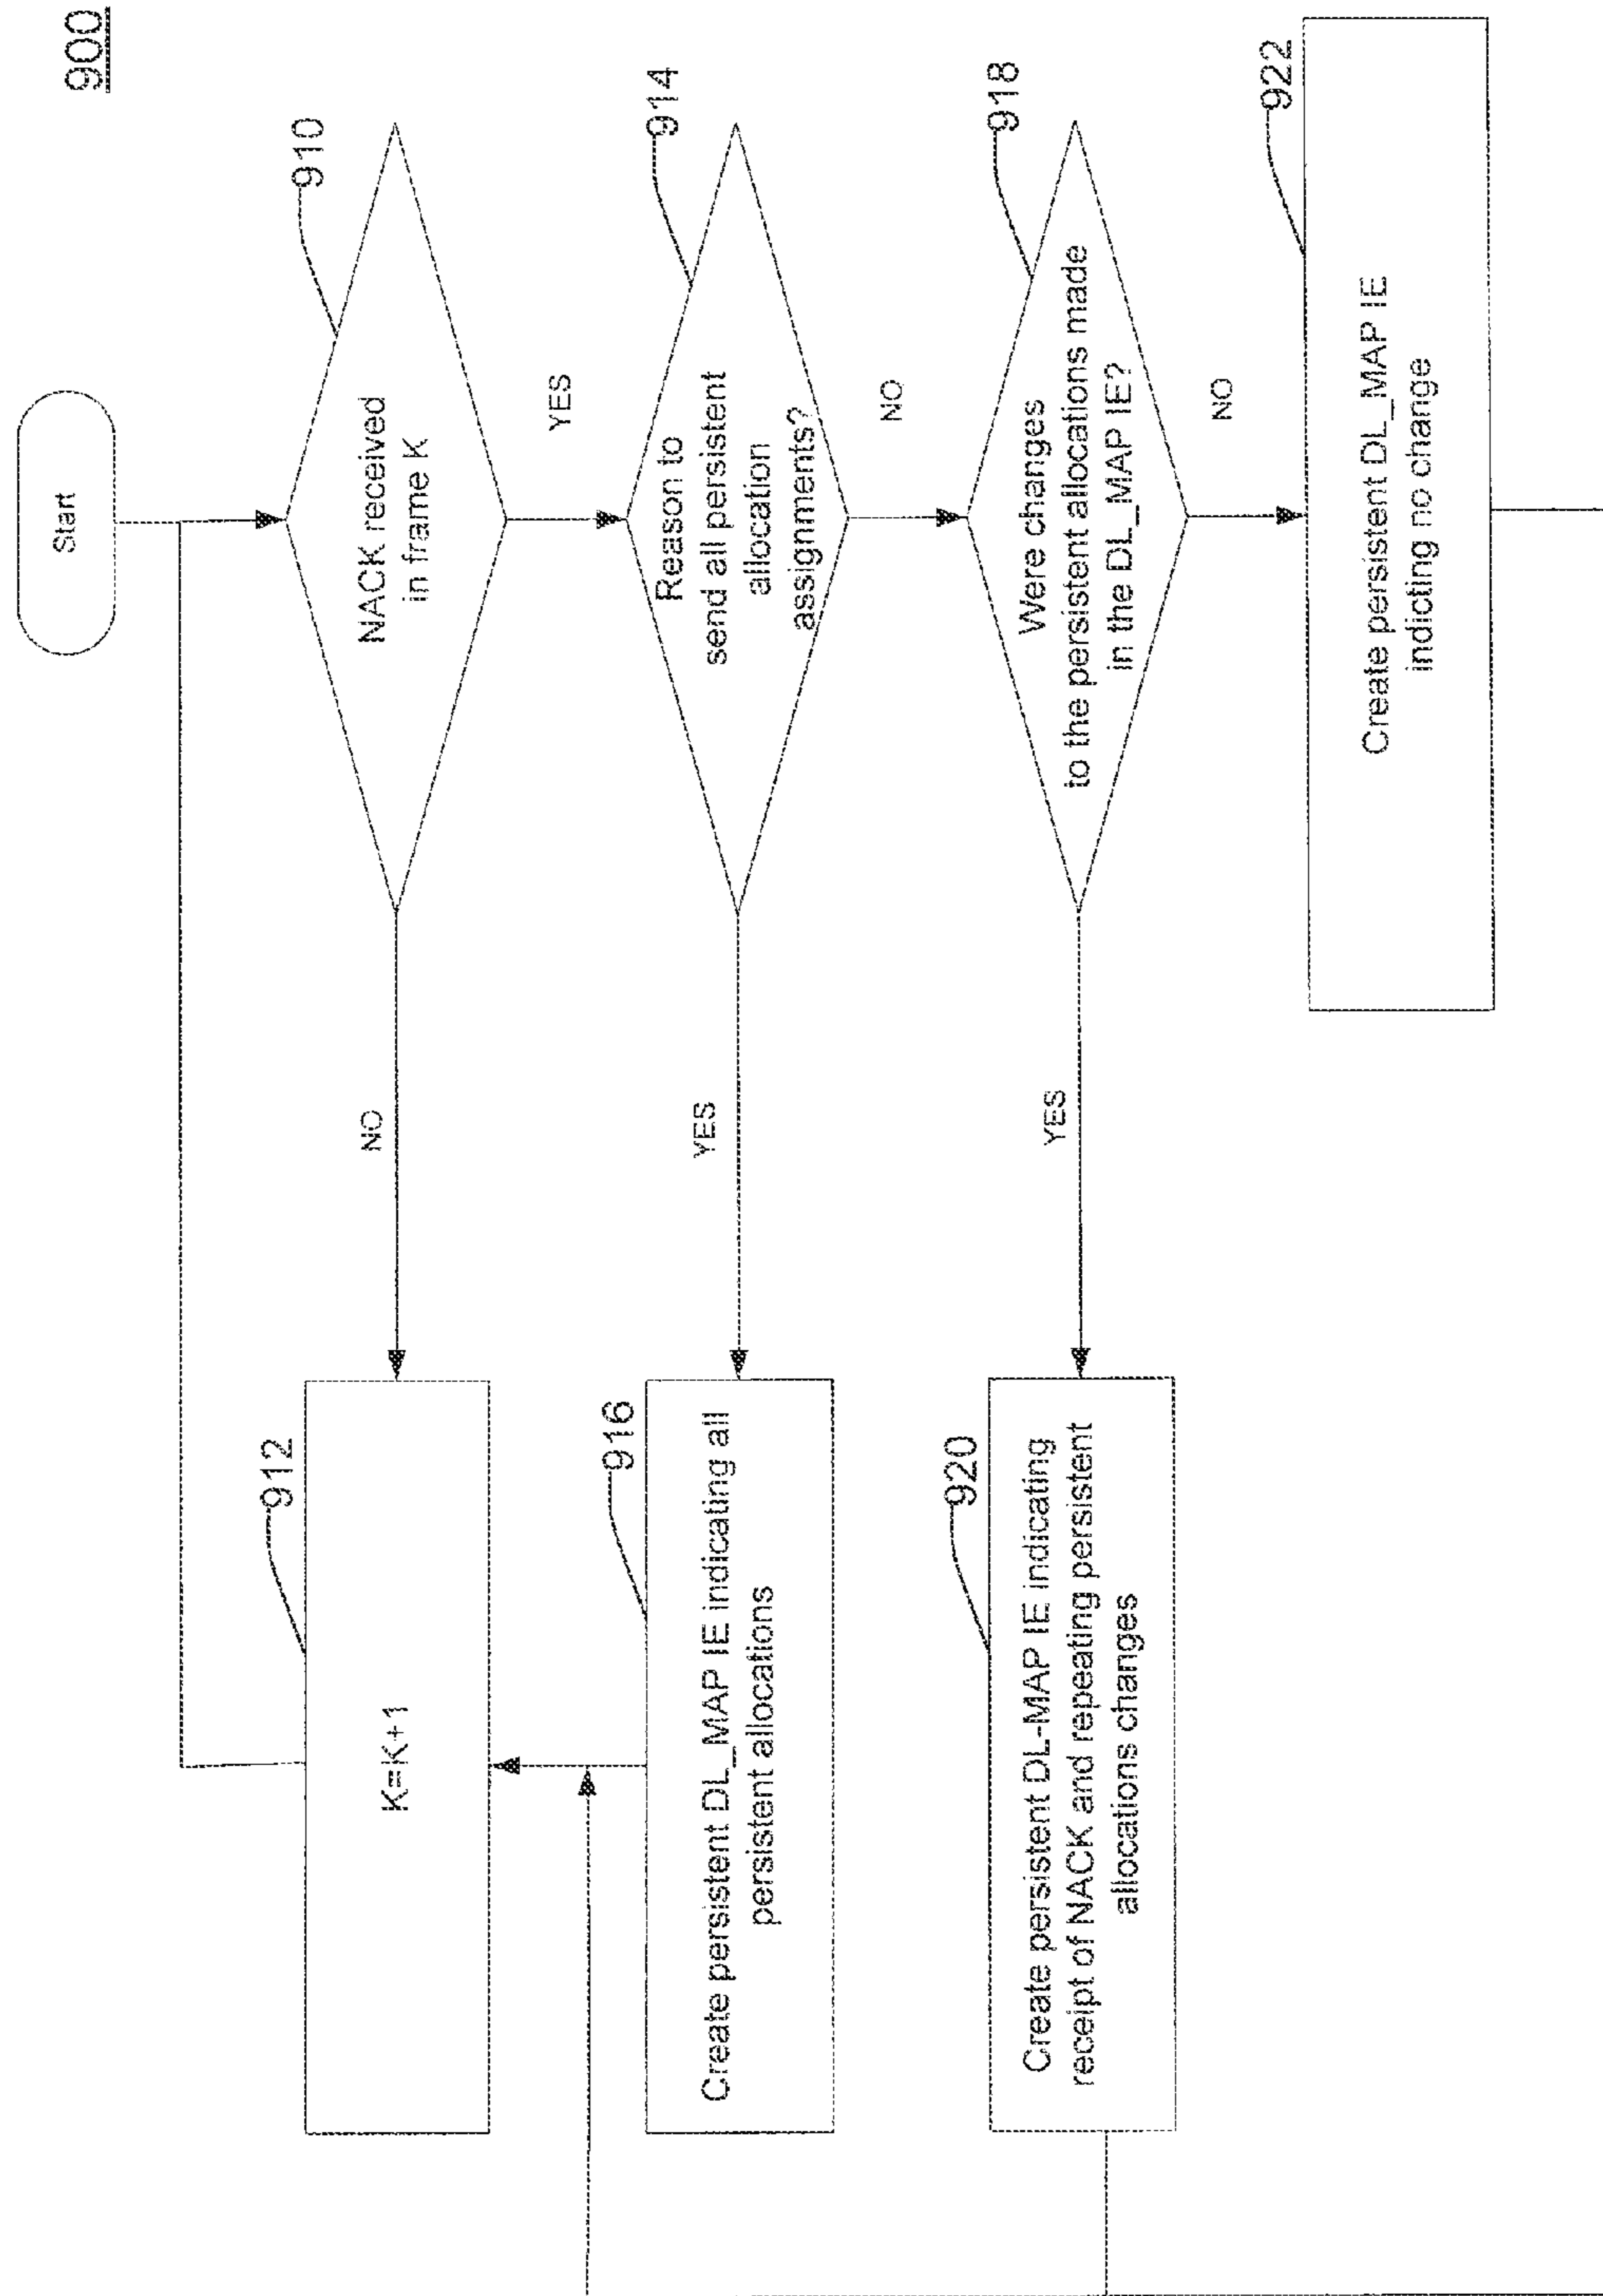 900
Start
910
NACK received
in frame K
NO
YES
912
K=K+1
914
Reason to
send all persistent
allocation
assignments?
YES
NO
916
Create persistent DL_MAP IE indicating all
persistent allocations
918
Were changes
to the persistent allocations made
in the DL_MAP IE?
YES
NO
920
Create persistent DL-MAP IE indicating
receipt of NACK and repeating persistent
allocations changes
922
Create persistent DL_MAP IE
indicting no change